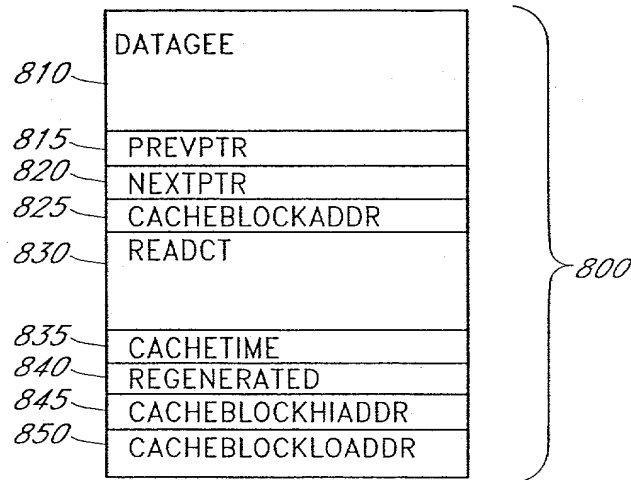 DATAGEE
810
815
PREVPTR
820
NEXTPTR
825
CACHEBLOCKADDR
830
READCT
800
835
CACHETIME
840
REGENERATED
845
CACHEBLOCKHIADDR
850
CACHEBLOCKLOADDR